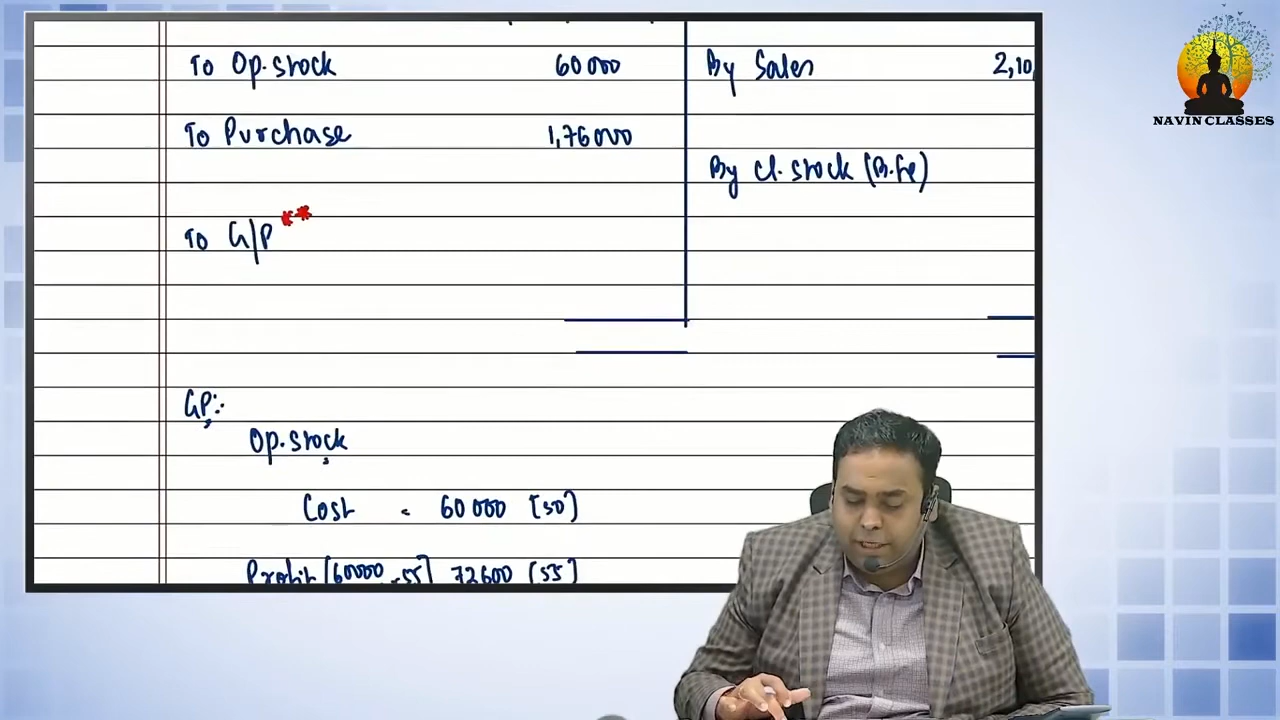 To Op.stock 60000 By Sales 2,10,
NAVIN CLASSES
To Purchase 1,76000
By Cl.stock (B.fe)
To G/P **
GP:-
Op.stock
Cost = 60000 [50]
Profit [60000 55] 72600 [55]